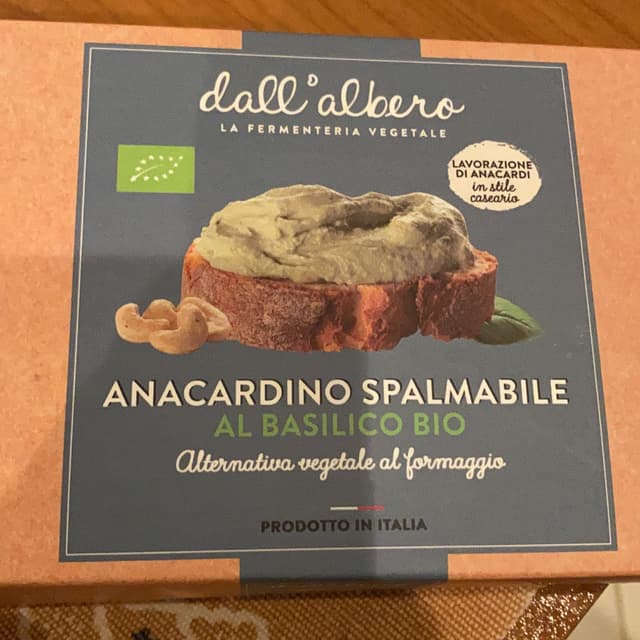 dall'albero
LA FERMENTERIA VEGETALE
LAVORAZIONE
DI ANACARDI
in stile
caseario
ANACARDINO SPALMABILE
AL BASILICO BIO
Alternativa vegetale al formaggio
PRODOTTO IN ITALIA